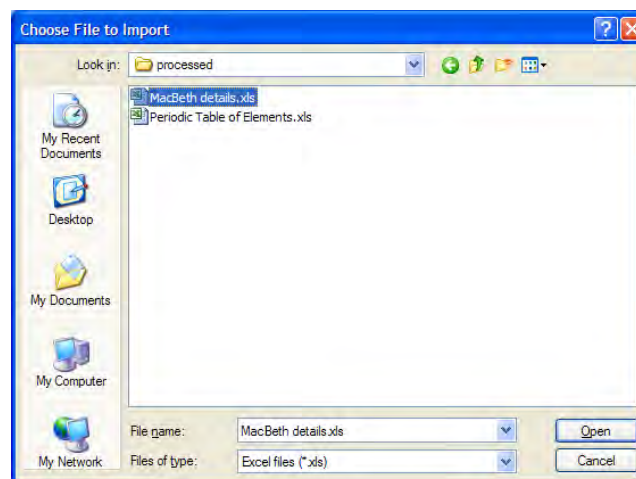 Choose File to Import
Look in: processed
MacBeth details.xls
Periodic Table of Elements.xls
My Recent
Documents
Desktop
My Documents
My Computer
My Network
File name: MacBeth details.xls Open
Files of type: Excel files (*.xls) Cancel